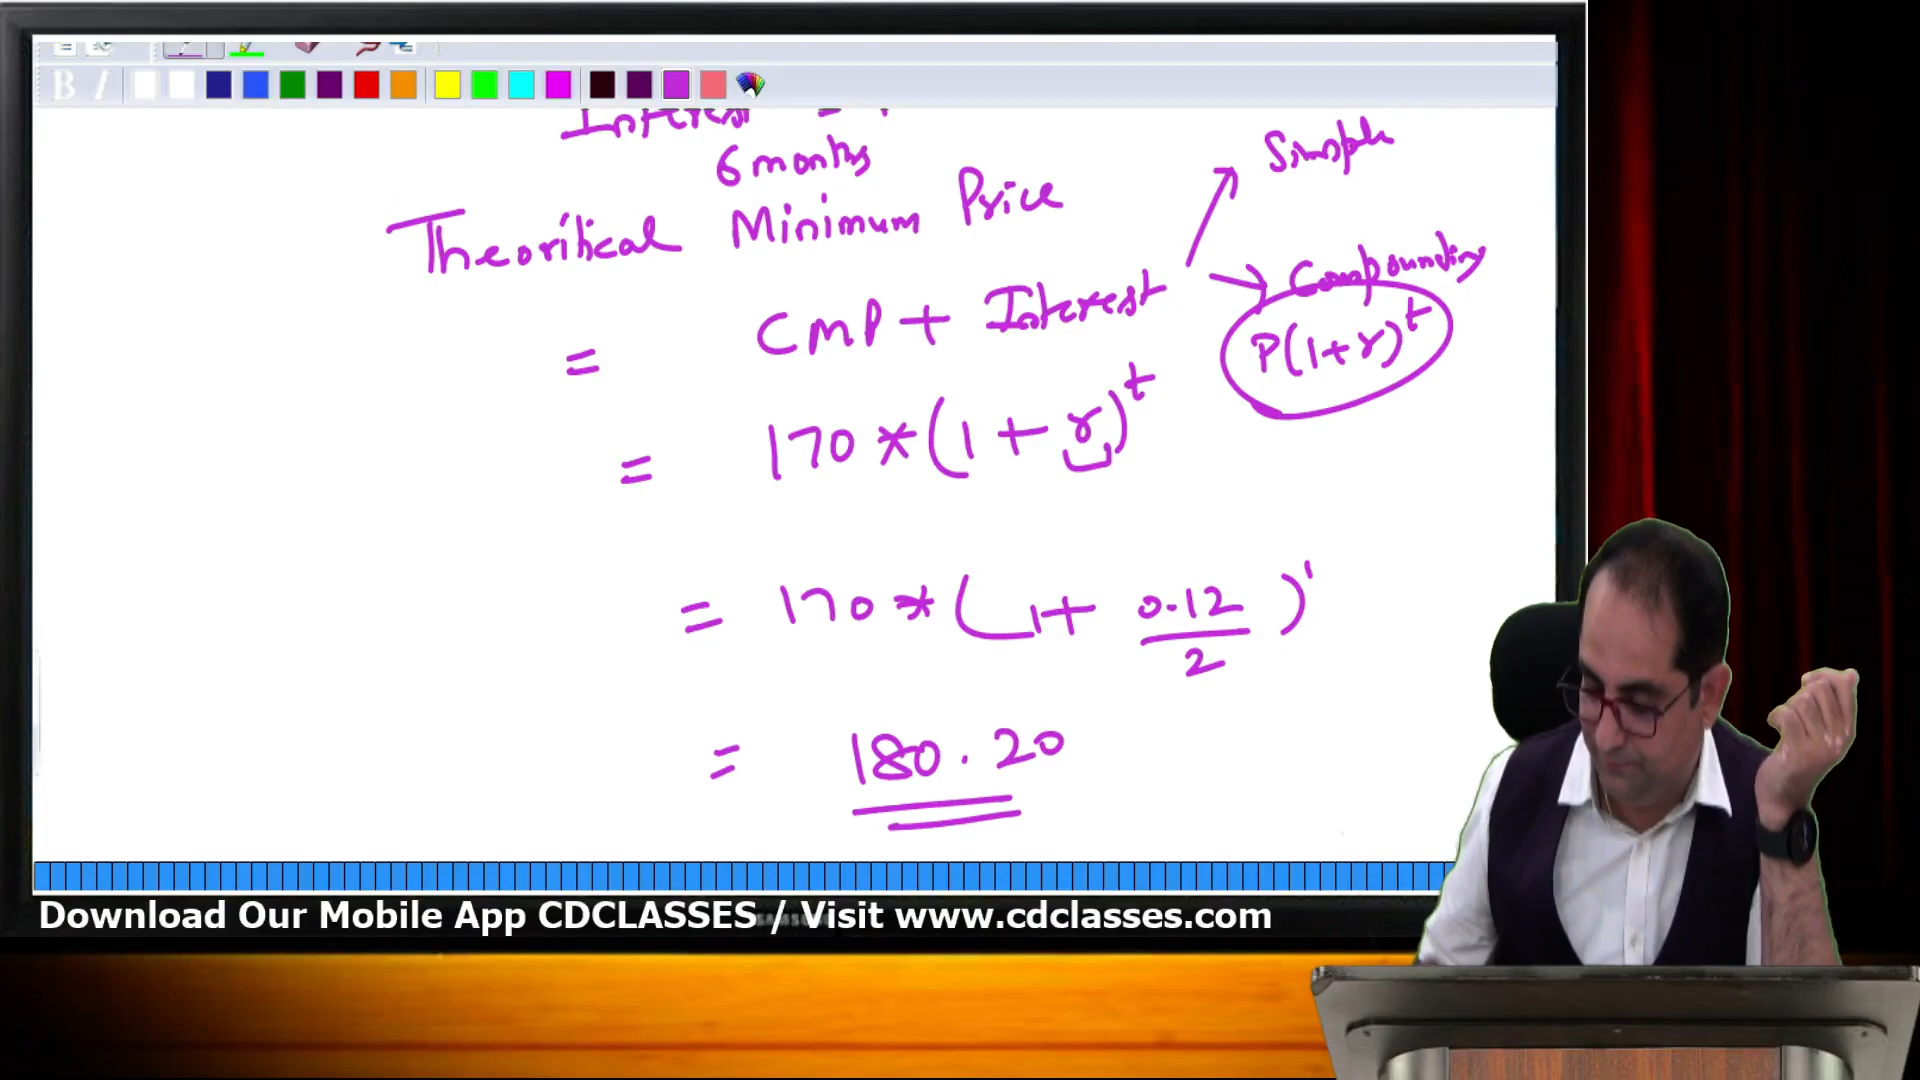 B I
Interest =
6 months
Theoritical Minimum Price
Simple
= CMP + Interest
Compounding
P(1+r)^t
= 170 * (1 + r)^t
= 170 * (1 + 0.12/2)^1
= 180.20
Download Our Mobile App CDCLASSES / Visit www.cdclasses.com